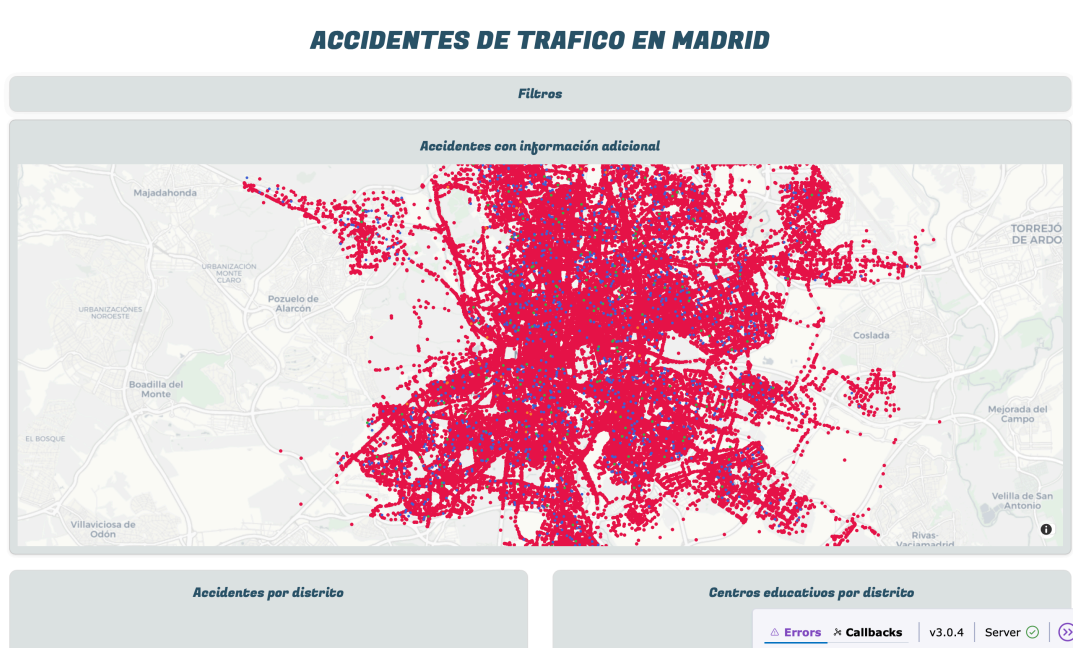 ACCIDENTES DE TRAFICO EN MADRID
Filtros
Accidentes con información adicional
Majadahonda
TORREJÓ
DE ARDO
URBANIZACIÓN
MONTE
CLARO
Pozuelo de
Alarcón
URBANIZACIONES
NOROESTE
Coslada
Boadilla del
Monte
Mejorada del
Campo
EL BOSQUE
Velilla de San
Antonio
Villaviciosa de
Odón
Rivas-
Vaciamadrid
Accidentes por distrito
Centros educativos por distrito
Errors Callbacks v3.0.4 Server